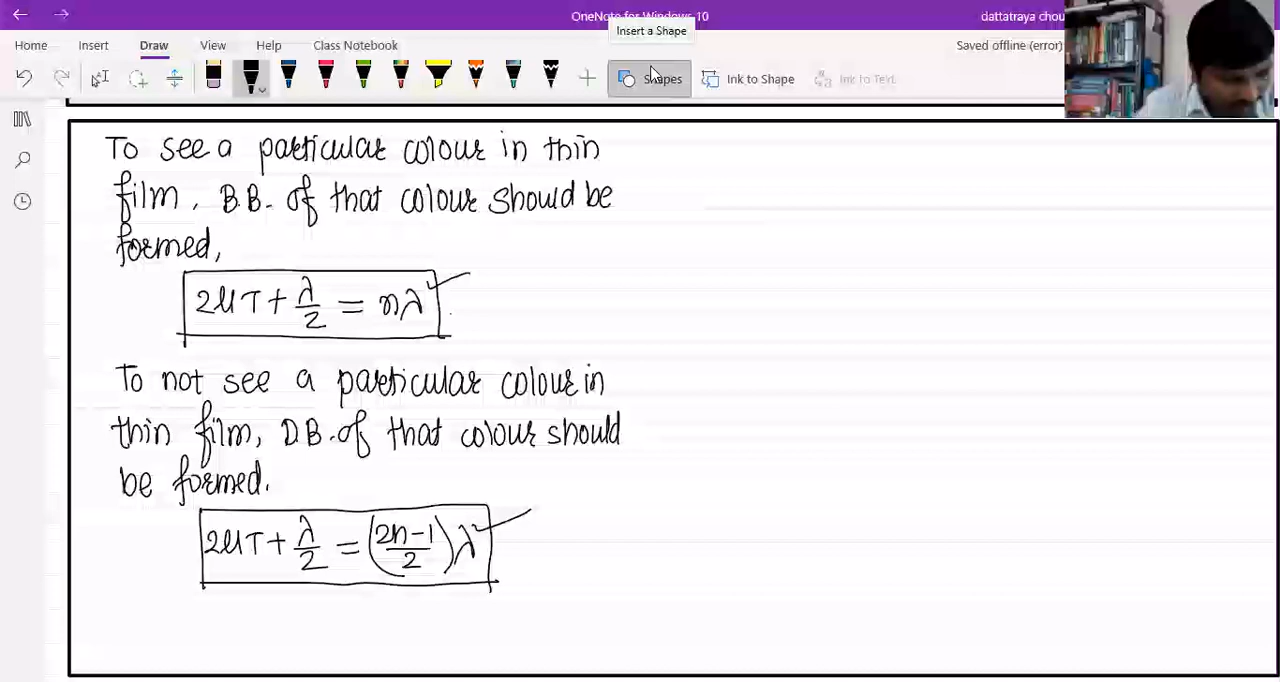 OneNote for Windows 10
dattatraya chou
Insert a Shape
Home Insert Draw View Help Class Notebook
Saved offline (error)
Shapes Ink to Shape Ink to Text
To see a particular colour in thin
film, B.B. of that colour should be
formed,
2μT + λ/2 = nλ
To not see a particular colour in
thin film, D.B. of that colour should
be formed.
2μT + λ/2 = ((2n-1)/2)λ